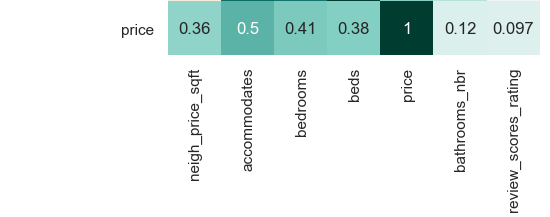 price 0.36 0.5 0.41 0.38 1 0.12 0.097
neigh_price_sqft
accommodates
bedrooms
beds
price
bathrooms_nbr
review_scores_rating